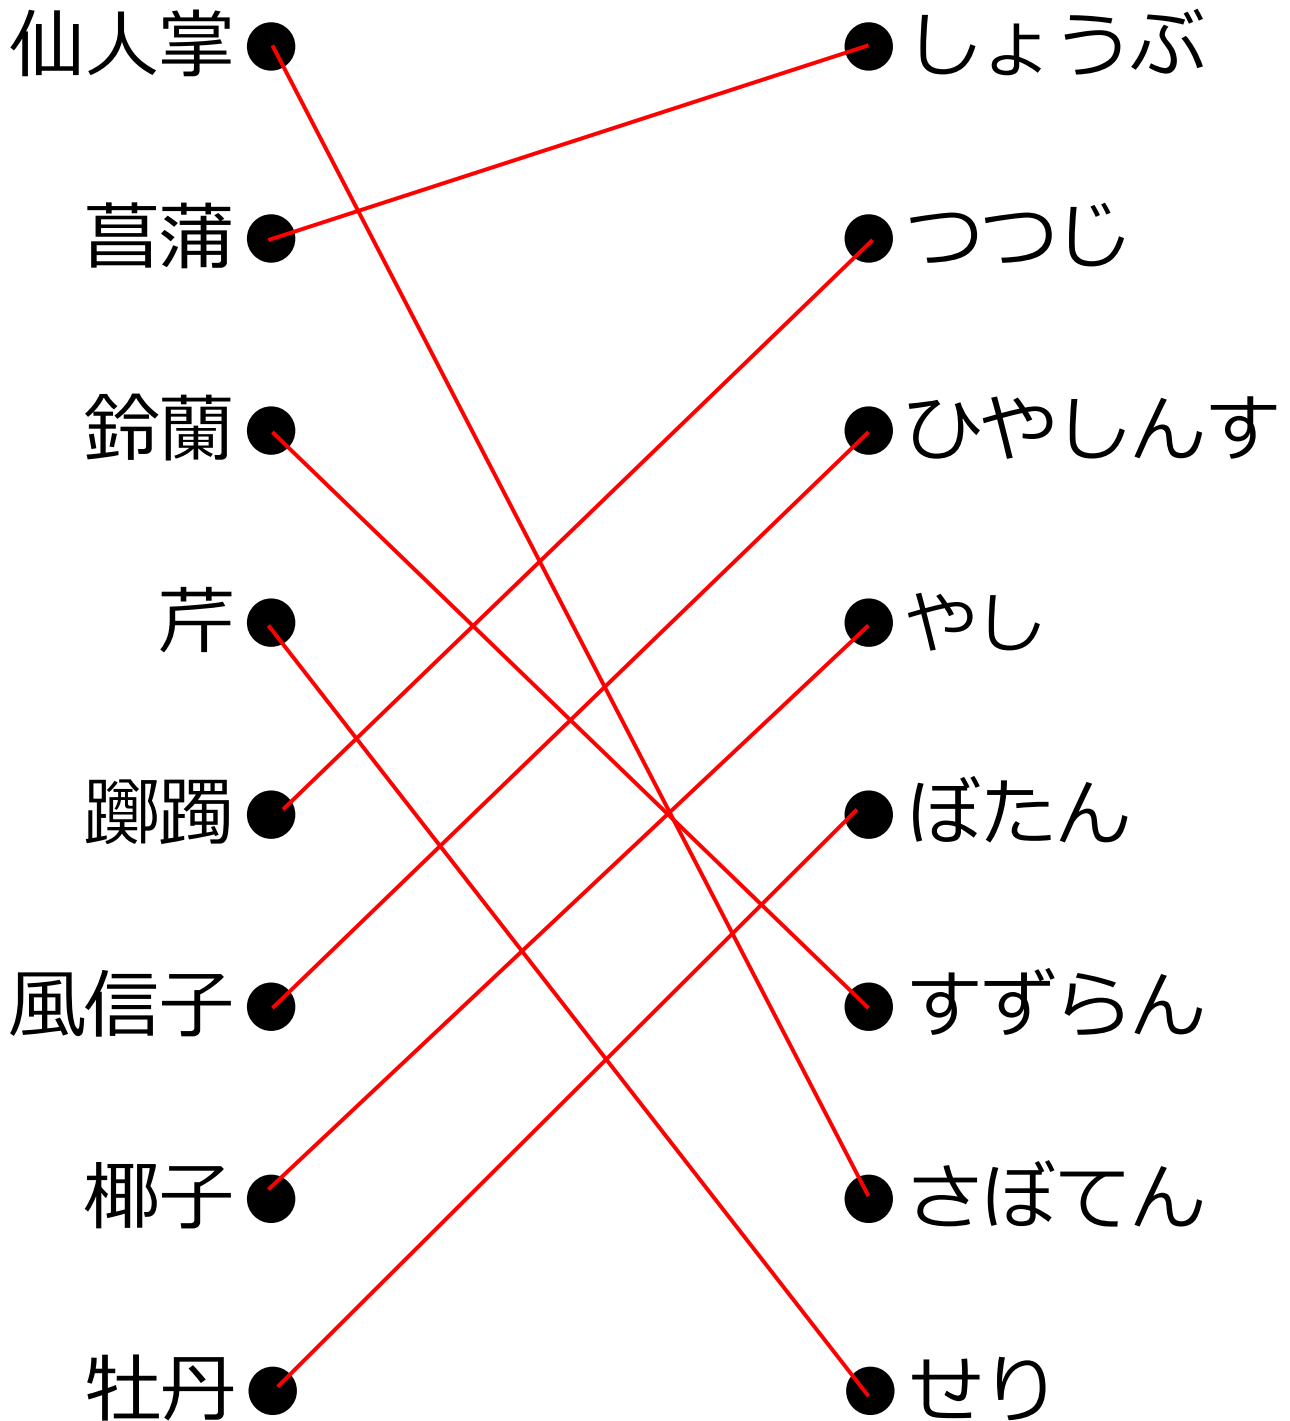 仙人掌 しょうぶ
菖蒲 つつじ
鈴蘭 ひやしんす
芹 やし
躑躅 ぼたん
風信子 すずらん
椰子 さぼてん
牡丹 せり